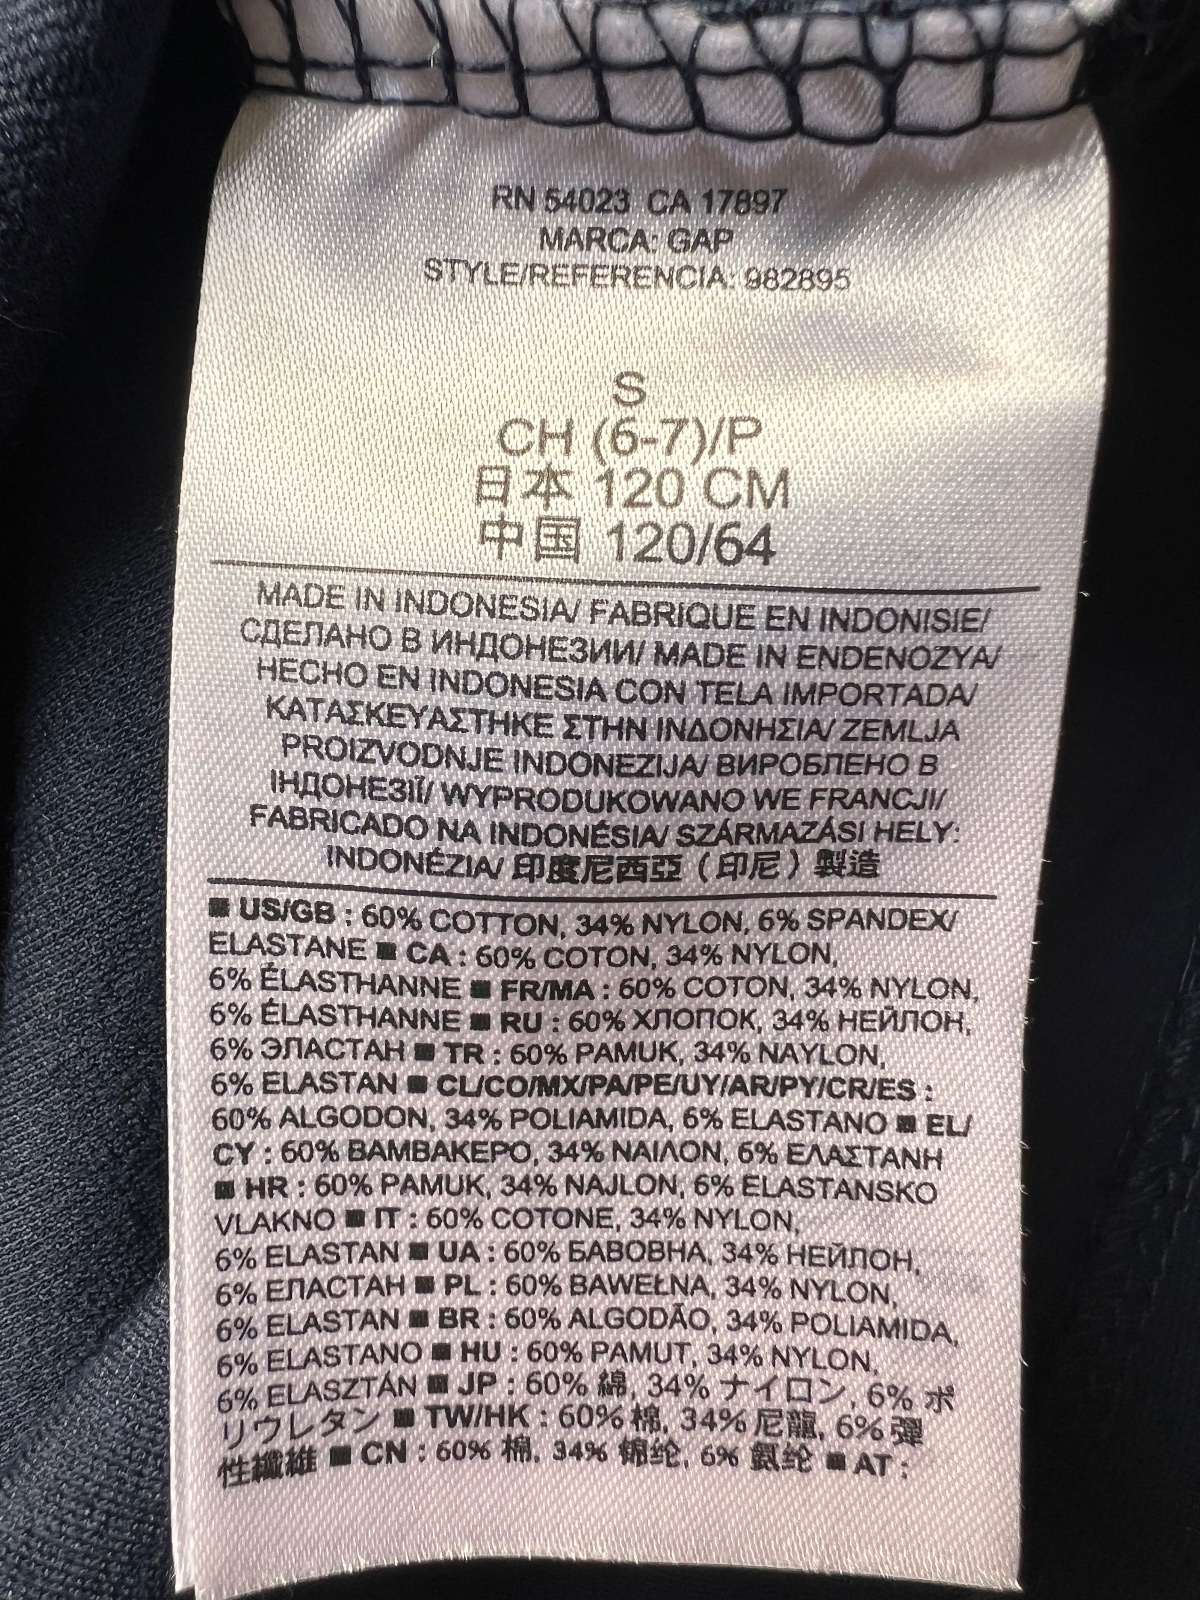 RN 54023 CA 17897
MARCA: GAP
STYLE/REFERENCIA: 982895
S
CH (6-7)/P
日本 120 CM
中国 120/64
MADE IN INDONESIA/ FABRIQUE EN INDONISIE/
СДЕЛАНО В ИНДОНЕЗИИ/ MADE IN ENDENOZYA/
HECHO EN INDONESIA CON TELA IMPORTADA/
ΚΑΤΑΣΚΕΥΑΣΤΗΚΕ ΣΤΗΝ ΙΝΔΟΝΗΣΙΑ/ ZEMLJA
PROIZVODNJE INDONEZIJA/ ВИРОБЛЕНО В
ІНДОНЕЗІЇ/ WYPRODUKOWANO WE FRANCJI/
FABRICADO NA INDONÉSIA/ SZÁRMAZÁSI HELY:
INDONÉZIA/ 印度尼西亞（印尼）製造
■ US/GB : 60% COTTON, 34% NYLON, 6% SPANDEX/
ELASTANE ■ CA : 60% COTON, 34% NYLON,
6% ÉLASTHANNE ■ FR/MA : 60% COTON, 34% NYLON,
6% ÉLASTHANNE ■ RU : 60% ХЛОПОК, 34% НЕЙЛОН,
6% ЭЛАСТАН ■ TR : 60% PAMUK, 34% NAYLON,
6% ELASTAN ■ CL/CO/MX/PA/PE/UY/AR/PY/CR/ES :
60% ALGODON, 34% POLIAMIDA, 6% ELASTANO ■ EL/
CY : 60% ΒΑΜΒΑΚΕΡΟ, 34% ΝΑΙΛΟΝ, 6% ΕΛΑΣΤΑΝΗ
■ HR : 60% PAMUK, 34% NAJLON, 6% ELASTANSKO
VLAKNO ■ IT : 60% COTONE, 34% NYLON,
6% ELASTAN ■ UA : 60% БАВОВНА, 34% НЕЙЛОН,
6% ЕЛАСТАН ■ PL : 60% BAWEŁNA, 34% NYLON,
6% ELASTAN ■ BR : 60% ALGODÃO, 34% POLIAMIDA,
6% ELASTANO ■ HU : 60% PAMUT, 34% NYLON,
6% ELASZTÁN ■ JP : 60% 綿, 34% ナイロン, 6% ポ
リウレタン ■ TW/HK : 60% 棉, 34% 尼龍, 6% 彈
性纖維 ■ CN : 60% 棉, 34% 锦纶, 6% 氨纶 ■ AT :